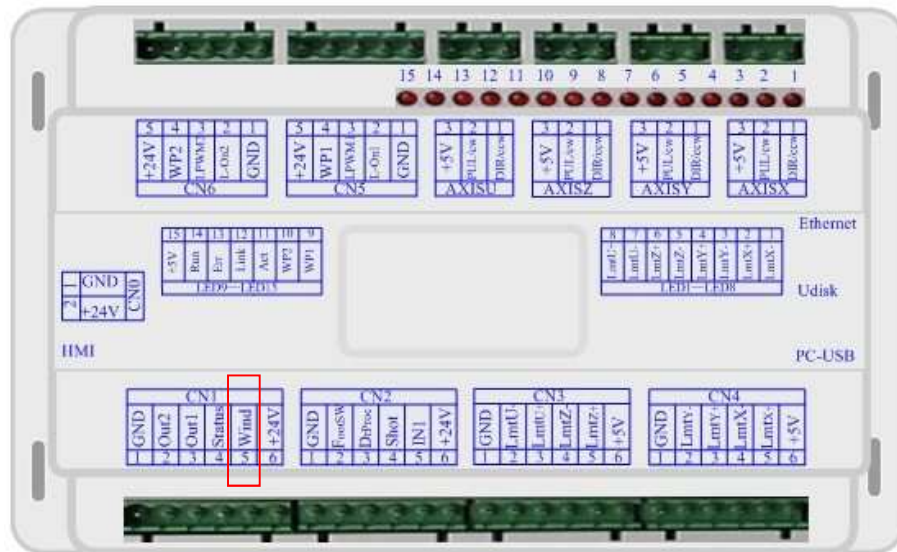 15 14 13 12 11 10 9 8 7 6 5 4 3 2 1
5 4 3 2 1
+24V WP2 LPWM2 L-On2 GND
CN6
5 4 3 2 1
+24V WP1 LPWM1 L-On1 GND
CN5
3 2 1
+5V PUL/cw DIR/ccw
AXISU
3 2 1
+5V PUL/cw DIR/ccw
AXISZ
3 2 1
+5V PUL/cw DIR/ccw
AXISY
3 2 1
+5V PUL/cw DIR/ccw
AXISX
Ethernet
15 14 13 12 11 10 9
+5V Run Err Link Act WP2 WP1
LED9—LED15
8 7 6 5 4 3 2 1
LmtU+ LmtU- LmtZ+ LmtZ- LmtY+ LmtY- LmtX+ LmtX-
LED1—LED8
1 GND
2 +24V
CN0
Udisk
HMI
PC-USB
CN1
GND Out2 Out1 Status Wind +24V
1 2 3 4 5 6
CN2
GND FootSW DrProc Shot IN1 +24V
1 2 3 4 5 6
CN3
GND LmtU- LmtU+ LmtZ- LmtZ+ +5V
1 2 3 4 5 6
CN4
GND LmtY- LmtY+ LmtX+ LmtX- +5V
1 2 3 4 5 6